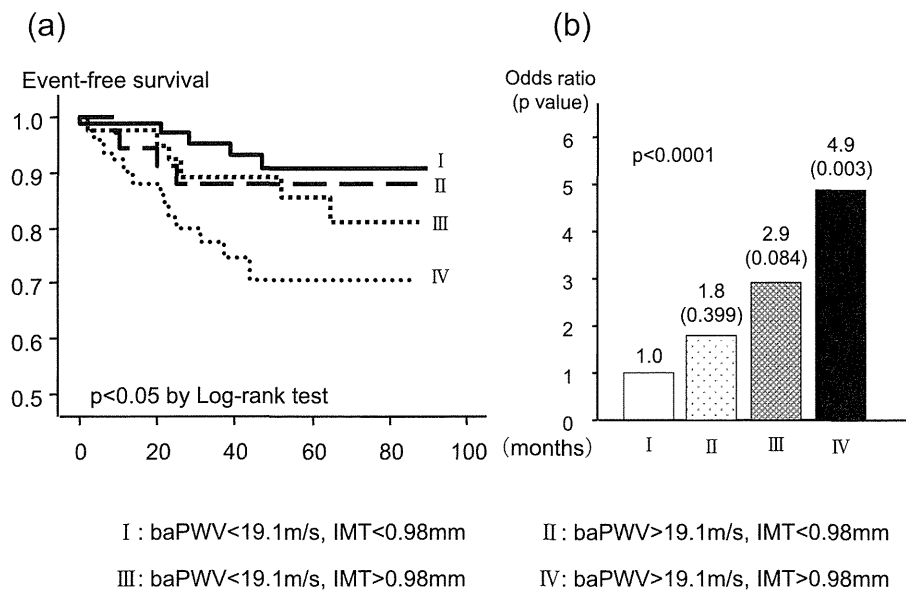 (a)
Event-free survival
1.0
0.9
0.8
0.7
0.6
0.5
I
II
III
IV
p<0.05 by Log-rank test
0 20 40 60 80 100
(months)
(b)
Odds ratio
(p value)
6
5
4
3
2
1
0
p<0.0001
1.0
1.8
(0.399)
2.9
(0.084)
4.9
(0.003)
I II III IV
I : baPWV<19.1m/s, IMT<0.98mm
II : baPWV>19.1m/s, IMT<0.98mm
III : baPWV<19.1m/s, IMT>0.98mm
IV : baPWV>19.1m/s, IMT>0.98mm